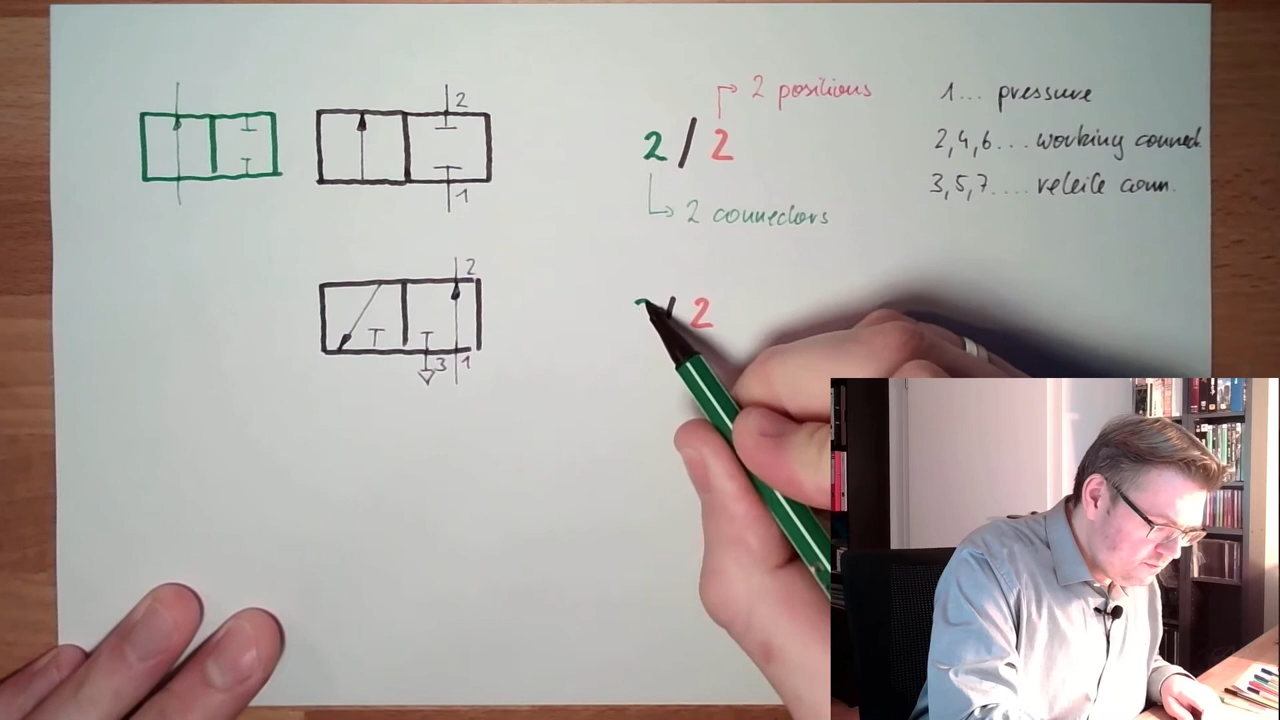 2
1
2 / 2
2 positions
2 connectors
1... pressure
2,4,6... working connect.
3,5,7.... releile conn.
2
3 1
/ 2